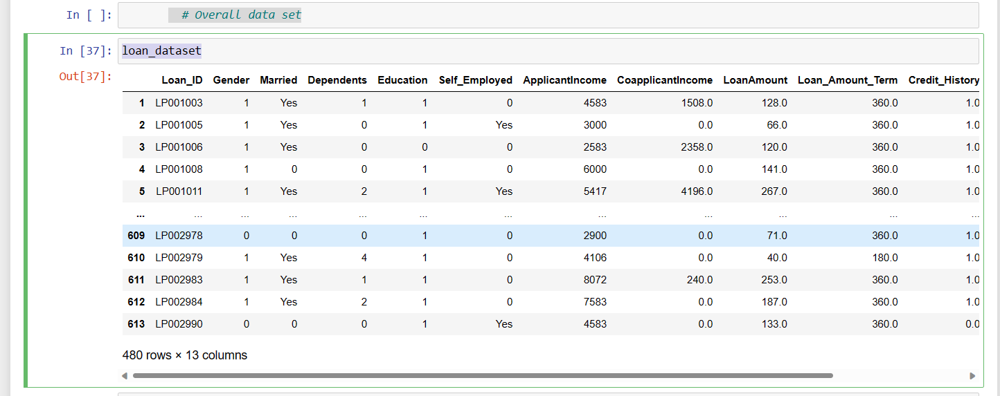 In [ ]: # Overall data set
In [37]: loan_dataset
Out[37]:
Loan_ID Gender Married Dependents Education Self_Employed ApplicantIncome CoapplicantIncome LoanAmount Loan_Amount_Term Credit_History
1 LP001003 1 Yes 1 1 0 4583 1508.0 128.0 360.0 1.0
2 LP001005 1 Yes 0 1 Yes 3000 0.0 66.0 360.0 1.0
3 LP001006 1 Yes 0 0 0 2583 2358.0 120.0 360.0 1.0
4 LP001008 1 0 0 1 0 6000 0.0 141.0 360.0 1.0
5 LP001011 1 Yes 2 1 Yes 5417 4196.0 267.0 360.0 1.0
... ... ... ... ... ... ... ... ... ... ... ...
609 LP002978 0 0 0 1 0 2900 0.0 71.0 360.0 1.0
610 LP002979 1 Yes 4 1 0 4106 0.0 40.0 180.0 1.0
611 LP002983 1 Yes 1 1 0 8072 240.0 253.0 360.0 1.0
612 LP002984 1 Yes 2 1 0 7583 0.0 187.0 360.0 1.0
613 LP002990 0 0 0 1 Yes 4583 0.0 133.0 360.0 0.0
480 rows × 13 columns